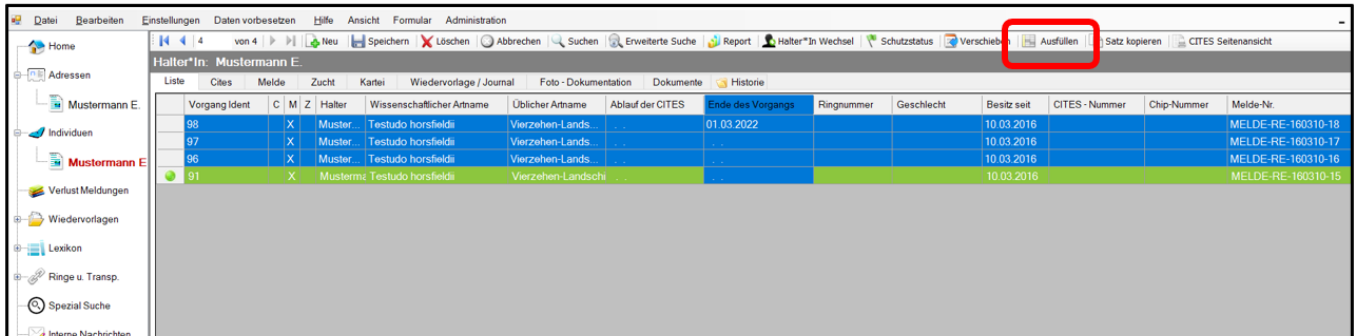 Datei Bearbeiten Einstellungen Daten vorbesetzen Hilfe Ansicht Formular Administration
4 von 4 Neu Speichern Löschen Abbrechen Suchen Erweiterte Suche Report Halter*In Wechsel Schutzstatus Verschieben Ausfüllen Satz kopieren CITES Seitenansicht
Halter*In: Mustermann E.
Liste Cites Melde Zucht Kartei Wiedervorlage / Journal Foto - Dokumentation Dokumente Historie
Vorgang Ident C M Z Halter Wissenschaftlicher Artname Üblicher Artname Ablauf der CITES Ende des Vorgangs Ringnummer Geschlecht Besitz seit CITES - Nummer Chip-Nummer Melde-Nr.
98 X Muster... Testudo horsfieldii Vierzehen-Lands... . . 01.03.2022 10.03.2016 MELDE-RE-160310-18
97 X Muster... Testudo horsfieldii Vierzehen-Lands... . . . . 10.03.2016 MELDE-RE-160310-17
96 X Muster... Testudo horsfieldii Vierzehen-Lands... . . . . 10.03.2016 MELDE-RE-160310-16
91 X Musterma Testudo horsfieldii Vierzehen-Landschi . . . . 10.03.2016 MELDE-RE-160310-15
Home
Adressen
Mustermann E.
Individuen
Mustermann E
Verlust Meldungen
Wiedervorlagen
Lexikon
Ringe u. Transp.
Spezial Suche
Interne Nachrichten